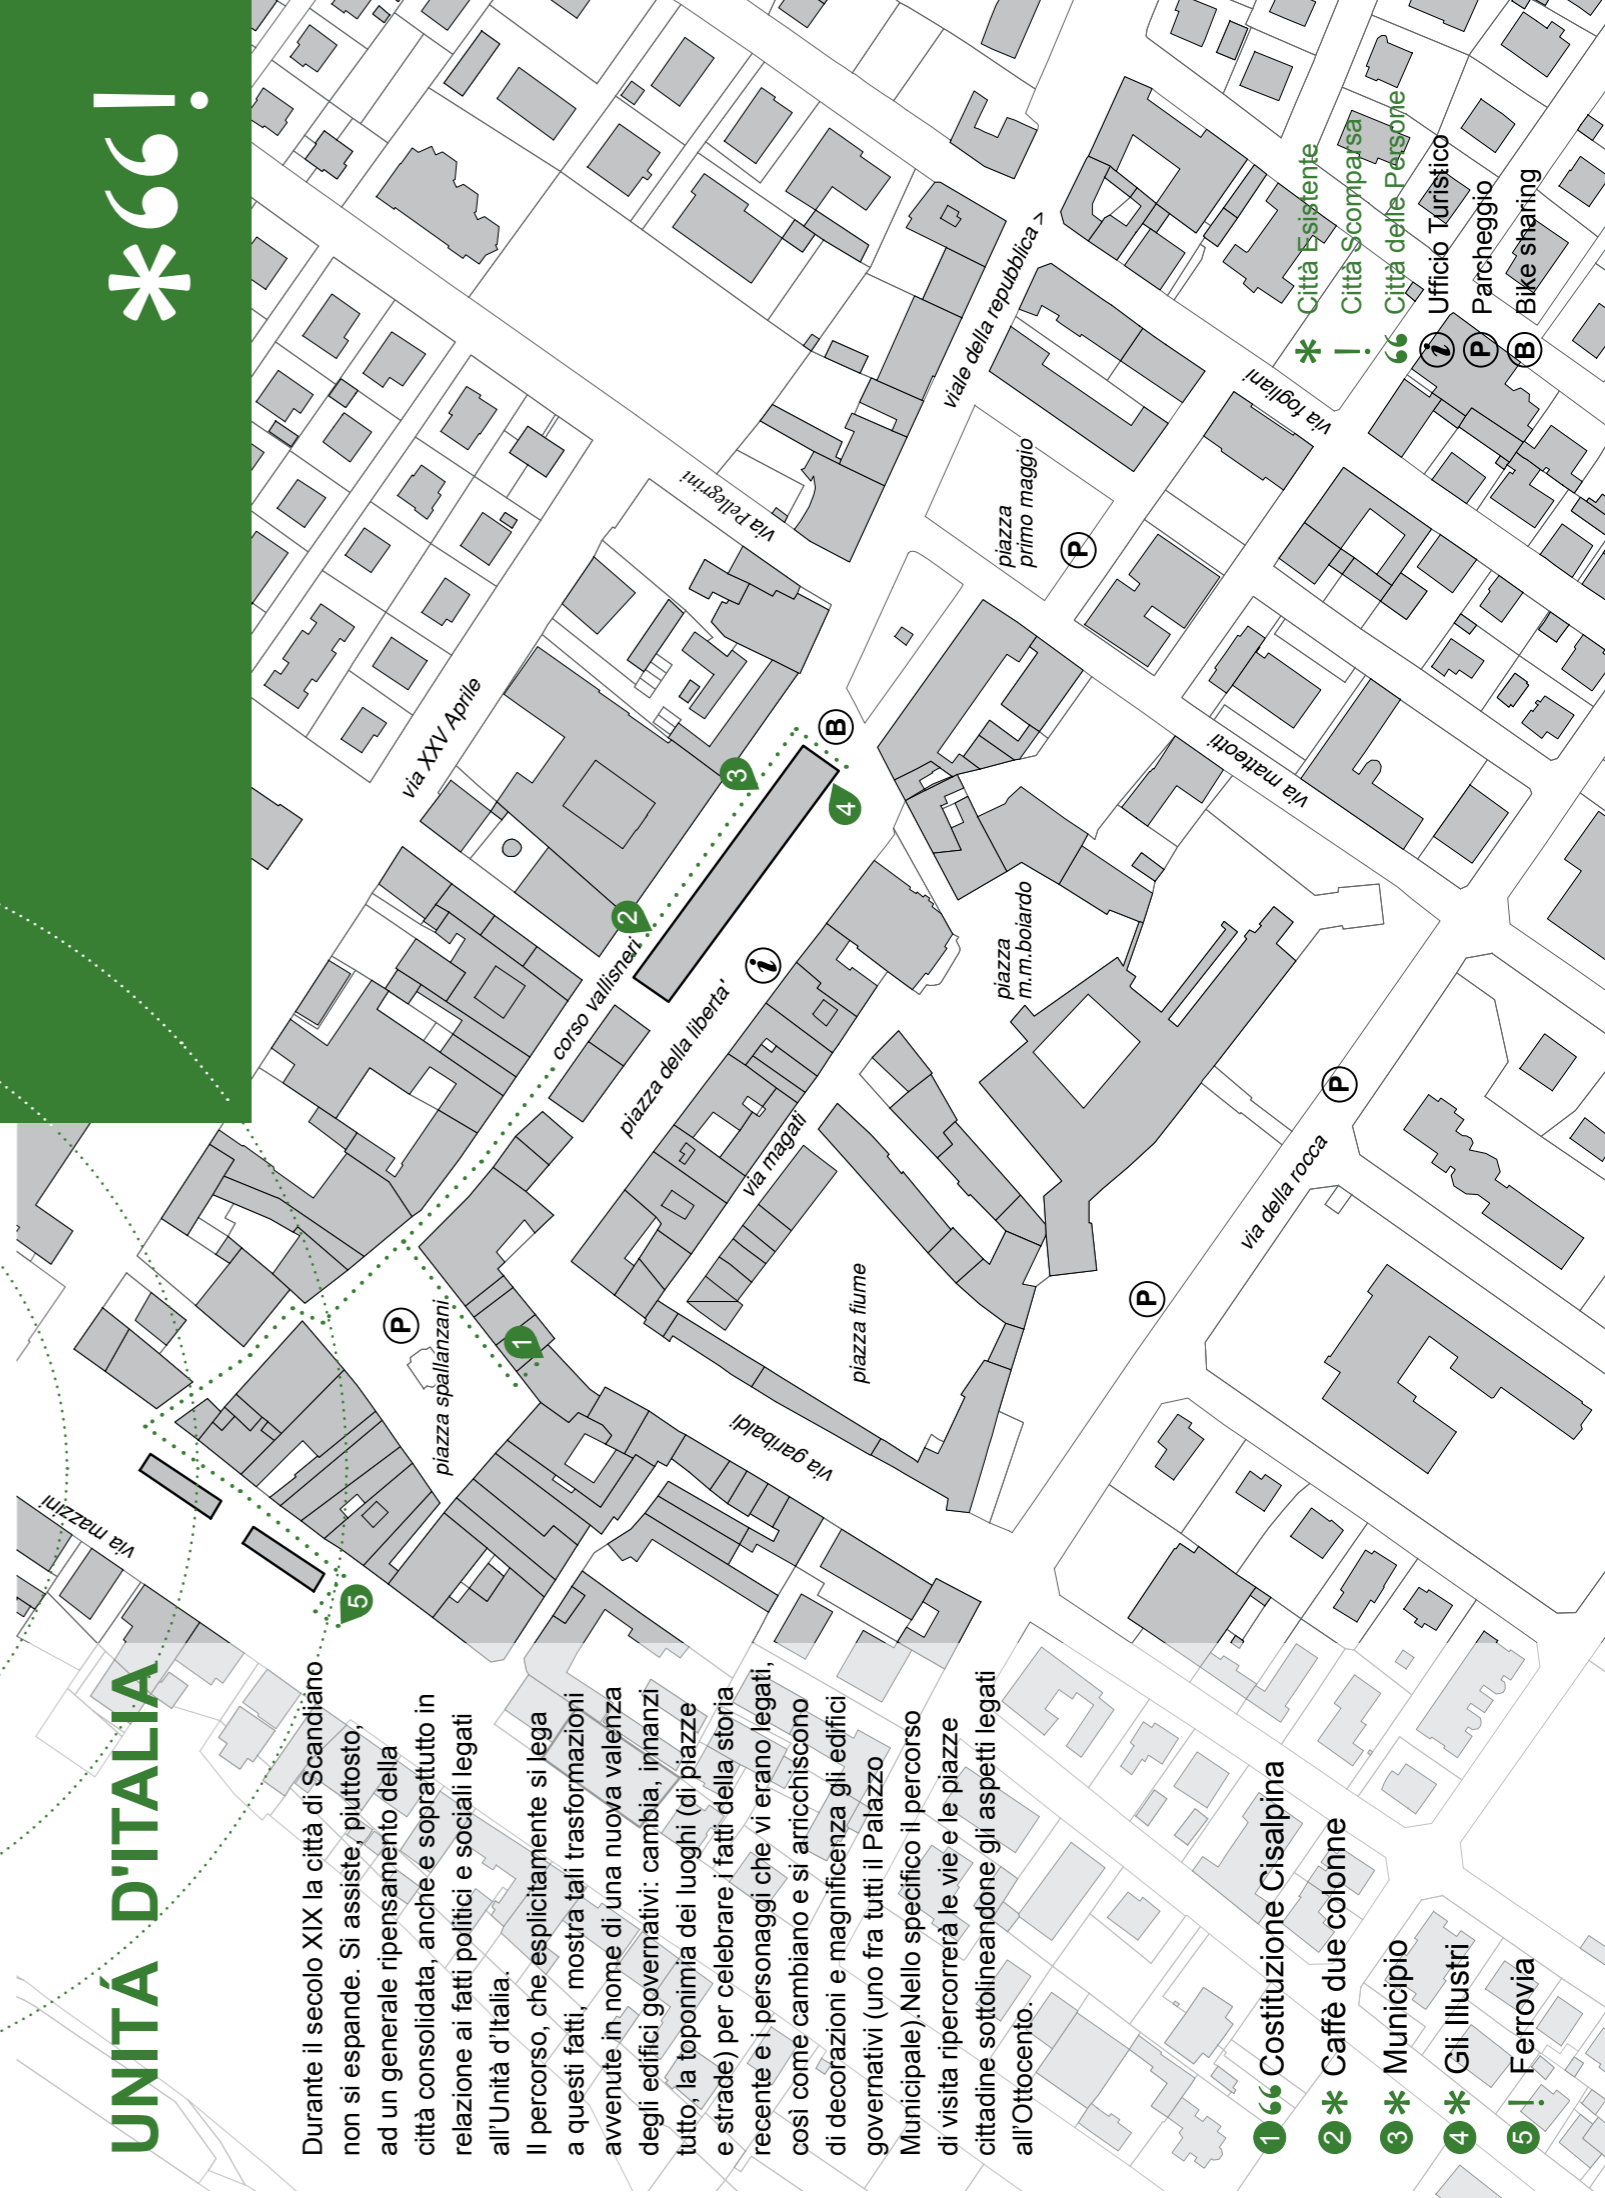 UNITÁ D'ITALIA
*❝!
Durante il secolo XIX la città di Scandiano
non si espande. Si assiste, piuttosto,
ad un generale ripensamento della
città consolidata, anche e soprattutto in
relazione ai fatti politici e sociali legati
all'Unità d'Italia.
Il percorso, che esplicitamente si lega
a questi fatti, mostra tali trasformazioni
avvenute in nome di una nuova valenza
degli edifici governativi: cambia, innanzi
tutto, la toponimia dei luoghi (di piazze
e strade) per celebrare i fatti della storia
recente e i personaggi che vi erano legati,
così come cambiano e si arricchiscono
di decorazioni e magnificenza gli edifici
governativi (uno fra tutti il Palazzo
Municipale).Nello specifico il percorso
di visita ripercorrerà le vie e le piazze
cittadine sottolineandone gli aspetti legati
all'Ottocento.
1 ❝ Costituzione Cisalpina
2 * Caffè due colonne
3 * Municipio
4 * Gli Illustri
5 ! Ferrovia
via mazzini
5
piazza spallanzani
P
1
via garibaldi
piazza fiume
via magati
corso vallisneri
piazza della liberta'
i
2
3
4
B
via XXV Aprile
via Pellegrini
piazza
m.m.boiardo
P
via della rocca
P
via matteotti
piazza
primo maggio
P
viale della repubblica >
via fogliani
* Città Esistente
! Città Scomparsa
❝ Città delle Persone
i Ufficio Turistico
P Parcheggio
B Bike sharing